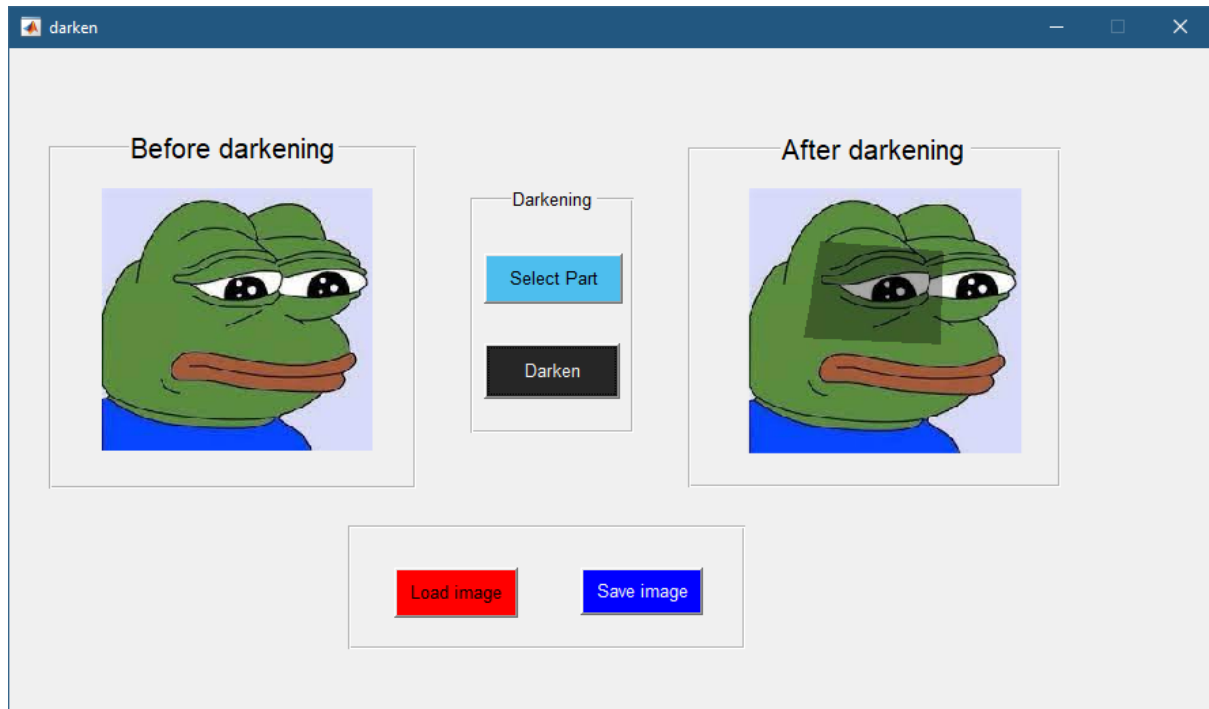 darken
Before darkening
After darkening
Darkening
Select Part
Darken
Load image
Save image